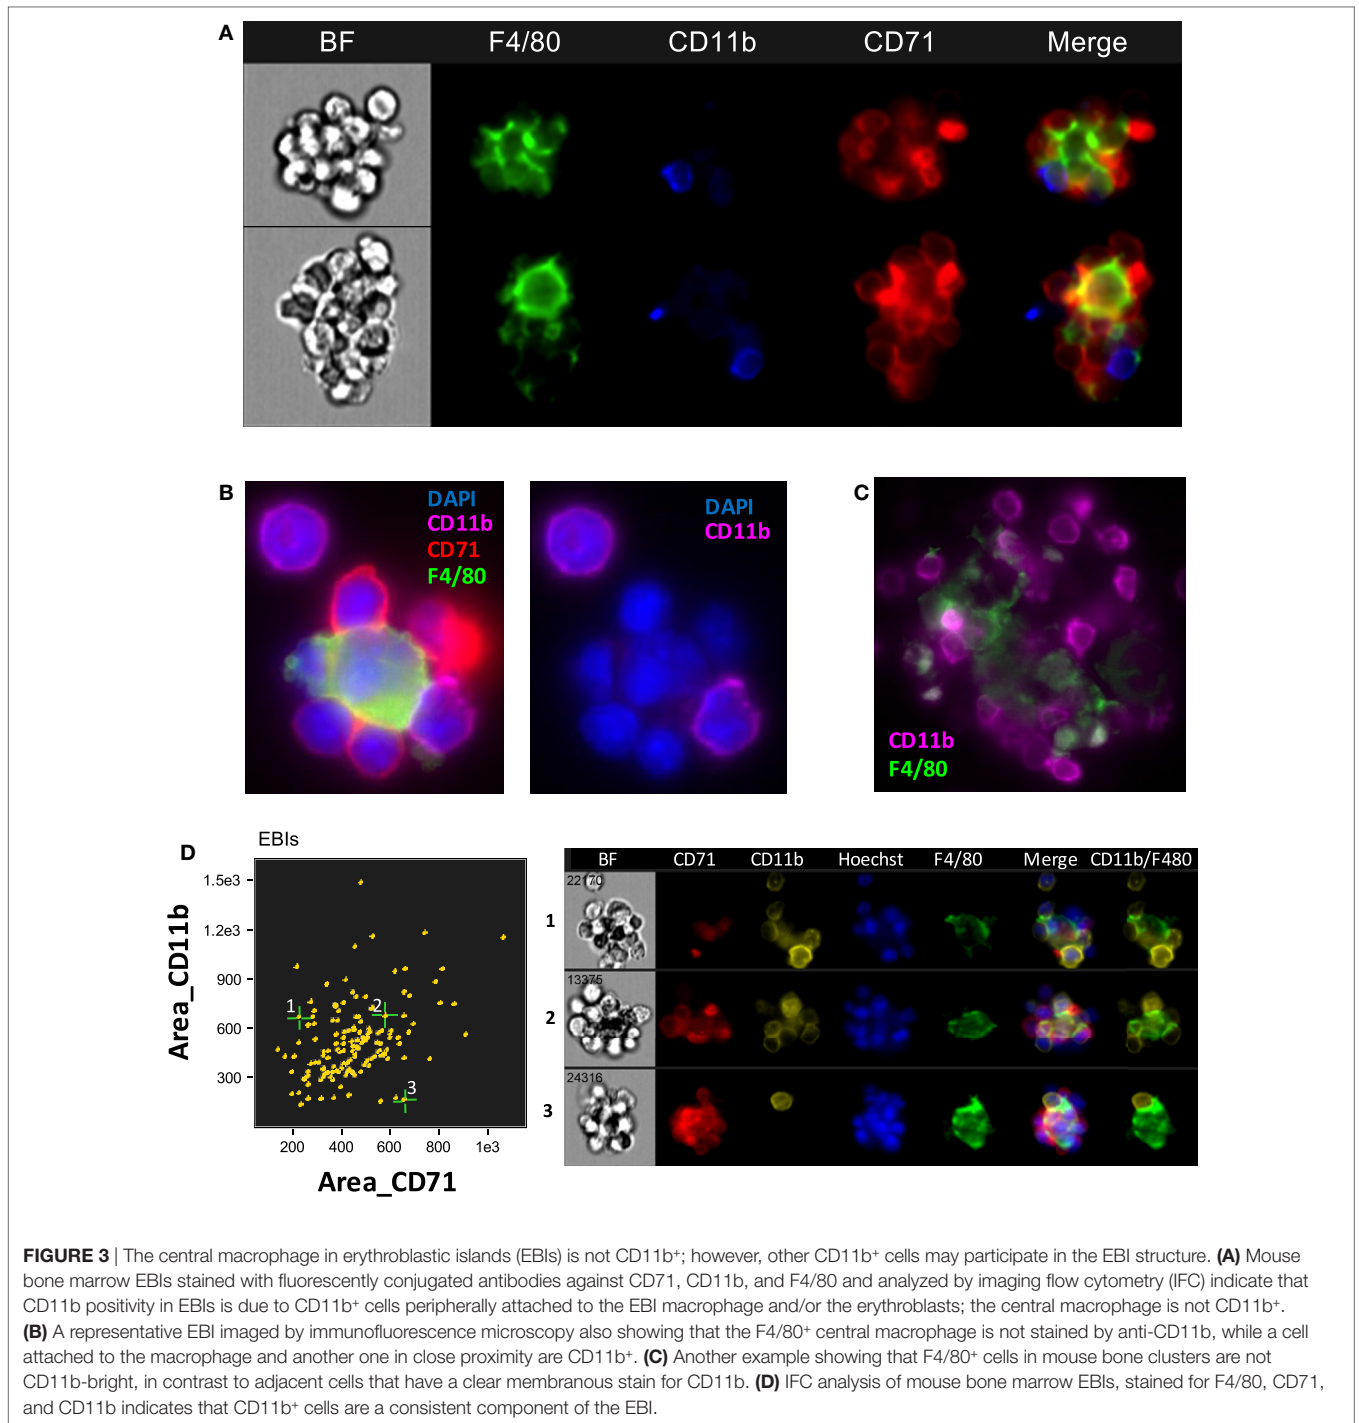 A
BF F4/80 CD11b CD71 Merge
B
DAPI
CD11b
CD71
F4/80
DAPI
CD11b
C
CD11b
F4/80
D
EBIs
1.5e3
1.2e3
900
600
300
Area_CD11b
1
2
3
200 400 600 800 1e3
Area_CD71
BF CD71 CD11b Hoechst F4/80 Merge CD11b/F480
22170
1
13375
2
24316
3
FIGURE 3 | The central macrophage in erythroblastic islands (EBIs) is not CD11b⁺; however, other CD11b⁺ cells may participate in the EBI structure. (A) Mouse
bone marrow EBIs stained with fluorescently conjugated antibodies against CD71, CD11b, and F4/80 and analyzed by imaging flow cytometry (IFC) indicate that
CD11b positivity in EBIs is due to CD11b⁺ cells peripherally attached to the EBI macrophage and/or the erythroblasts; the central macrophage is not CD11b⁺.
(B) A representative EBI imaged by immunofluorescence microscopy also showing that the F4/80⁺ central macrophage is not stained by anti-CD11b, while a cell
attached to the macrophage and another one in close proximity are CD11b⁺. (C) Another example showing that F4/80⁺ cells in mouse bone clusters are not
CD11b-bright, in contrast to adjacent cells that have a clear membranous stain for CD11b. (D) IFC analysis of mouse bone marrow EBIs, stained for F4/80, CD71,
and CD11b indicates that CD11b⁺ cells are a consistent component of the EBI.